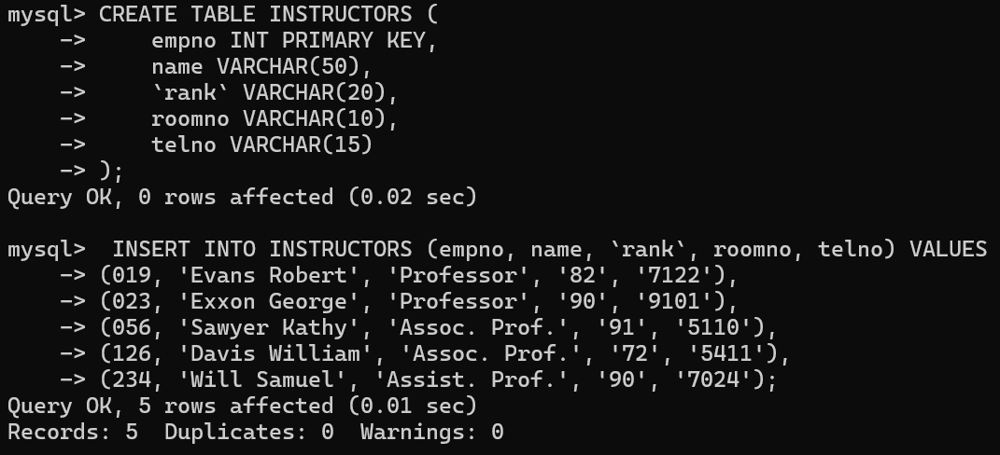 mysql> CREATE TABLE INSTRUCTORS (
    ->     empno INT PRIMARY KEY,
    ->     name VARCHAR(50),
    ->     `rank` VARCHAR(20),
    ->     roomno VARCHAR(10),
    ->     telno VARCHAR(15)
    -> );
Query OK, 0 rows affected (0.02 sec)
mysql>  INSERT INTO INSTRUCTORS (empno, name, `rank`, roomno, telno) VALUES
    -> (019, 'Evans Robert', 'Professor', '82', '7122'),
    -> (023, 'Exxon George', 'Professor', '90', '9101'),
    -> (056, 'Sawyer Kathy', 'Assoc. Prof.', '91', '5110'),
    -> (126, 'Davis William', 'Assoc. Prof.', '72', '5411'),
    -> (234, 'Will Samuel', 'Assist. Prof.', '90', '7024');
Query OK, 5 rows affected (0.01 sec)
Records: 5  Duplicates: 0  Warnings: 0